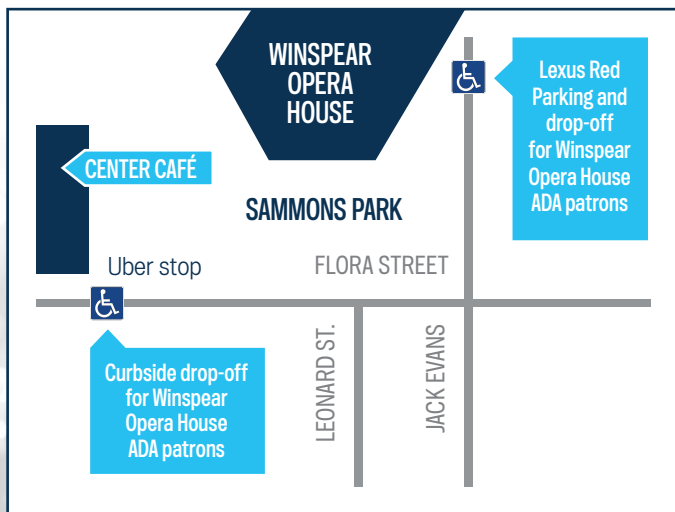 WINSPEAR
OPERA
HOUSE
Lexus Red
Parking and
drop-off
for Winspear
Opera House
ADA patrons
CENTER CAFÉ
SAMMONS PARK
Uber stop
FLORA STREET
Curbside drop-off
for Winspear
Opera House
ADA patrons
LEONARD ST.
JACK EVANS